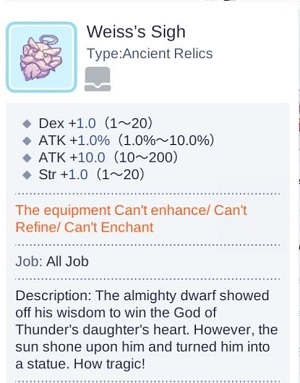 Weiss's Sigh
Type:Ancient Relics
Dex +1.0（1～20）
ATK +1.0%（1.0%～10.0%）
ATK +10.0（10～200）
Str +1.0（1～20）
The equipment Can't enhance/ Can't
Refine/ Can't Enchant
Job: All Job
Description: The almighty dwarf showed
off his wisdom to win the God of
Thunder's daughter's heart. However, the
sun shone upon him and turned him into
a statue. How tragic!